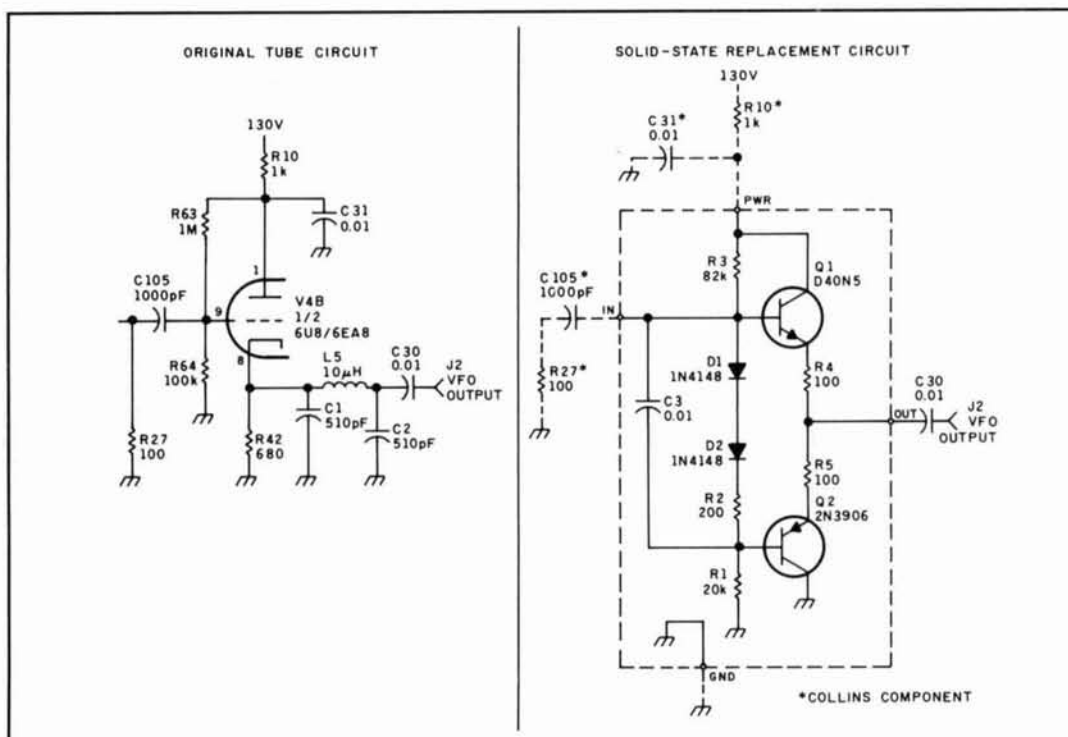 ORIGINAL TUBE CIRCUIT
130V
R10
1k
R63
1M
C31
0.01
C105
1000pF
1
9
V4B
1/2
6U8/6EA8
8
R64
100k
L5
10µH
C30
0.01
J2
VFO
OUTPUT
R27
100
R42
680
C1
510pF
C2
510pF
SOLID-STATE REPLACEMENT CIRCUIT
130V
R10*
1k
C31*
0.01
PWR
R3
82k
Q1
D40N5
C105*
1000pF
IN
D1
1N4148
R4
100
R27*
100
C3
0.01
C30
0.01
OUT
J2
VFO
OUTPUT
D2
1N4148
R5
100
R2
200
Q2
2N3906
R1
20k
GND
*COLLINS COMPONENT